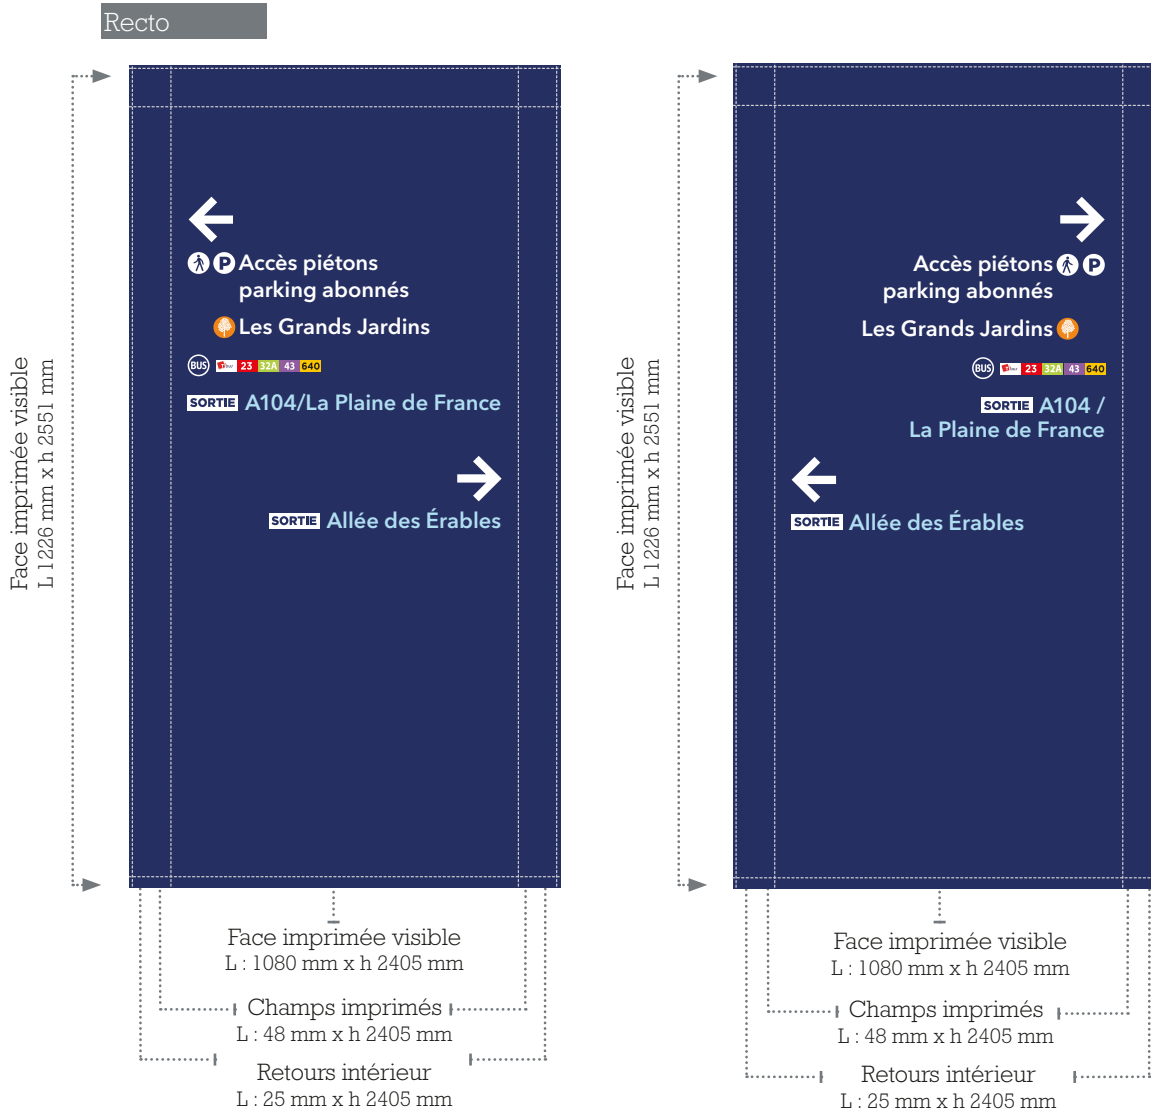 Recto
Face imprimée visible
L 1226 mm x h 2551 mm
P Accès piétons
parking abonnés
Les Grands Jardins
BUS 23 32A 43 640
SORTIE A104/La Plaine de France
SORTIE Allée des Érables
Face imprimée visible
L : 1080 mm x h 2405 mm
Champs imprimés
L : 48 mm x h 2405 mm
Retours intérieur
L : 25 mm x h 2405 mm
Face imprimée visible
L 1226 mm x h 2551 mm
Accès piétons P
parking abonnés
Les Grands Jardins
BUS 23 32A 43 640
SORTIE A104 /
La Plaine de France
SORTIE Allée des Érables
Face imprimée visible
L : 1080 mm x h 2405 mm
Champs imprimés
L : 48 mm x h 2405 mm
Retours intérieur
L : 25 mm x h 2405 mm